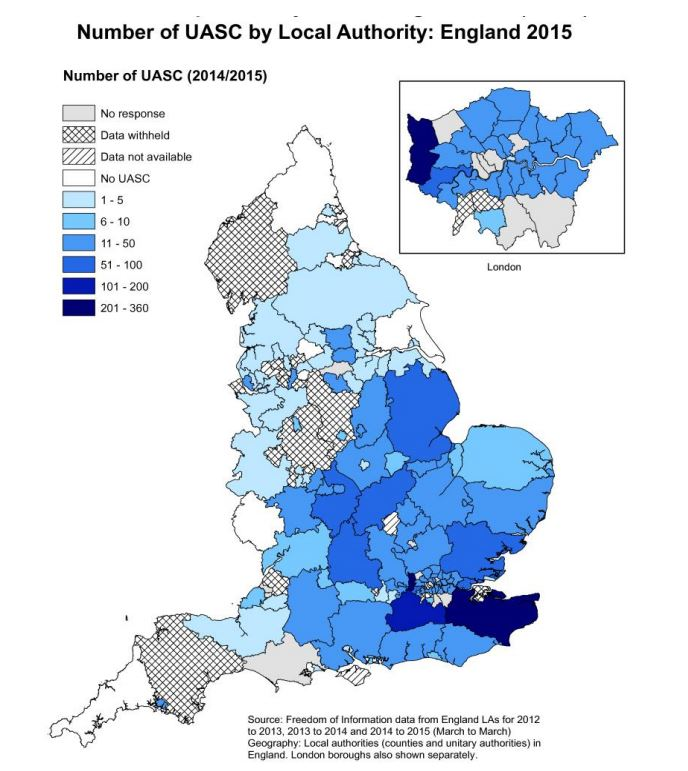 Number of UASC by Local Authority: England 2015
Number of UASC (2014/2015)
No response
Data withheld
Data not available
No UASC
1 - 5
6 - 10
11 - 50
51 - 100
101 - 200
201 - 360
London
Source: Freedom of Information data from England LAs for 2012
to 2013, 2013 to 2014 and 2014 to 2015 (March to March)
Geography: Local authorities (counties and unitary authorities) in
England. London boroughs also shown separately.